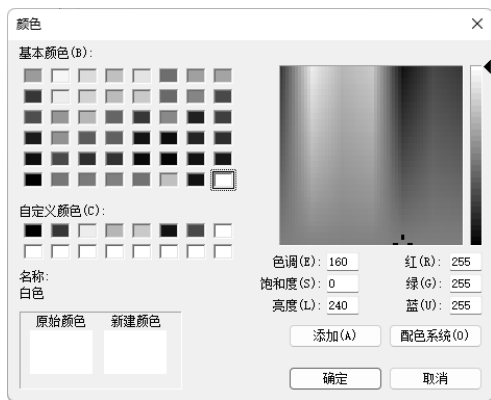 颜色
基本颜色(B):
自定义颜色(C):
名称:
白色
原始颜色 新建颜色
色调(E): 160 红(R): 255
饱和度(S): 0 绿(G): 255
亮度(L): 240 蓝(U): 255
添加(A) 配色系统(O)
确定 取消